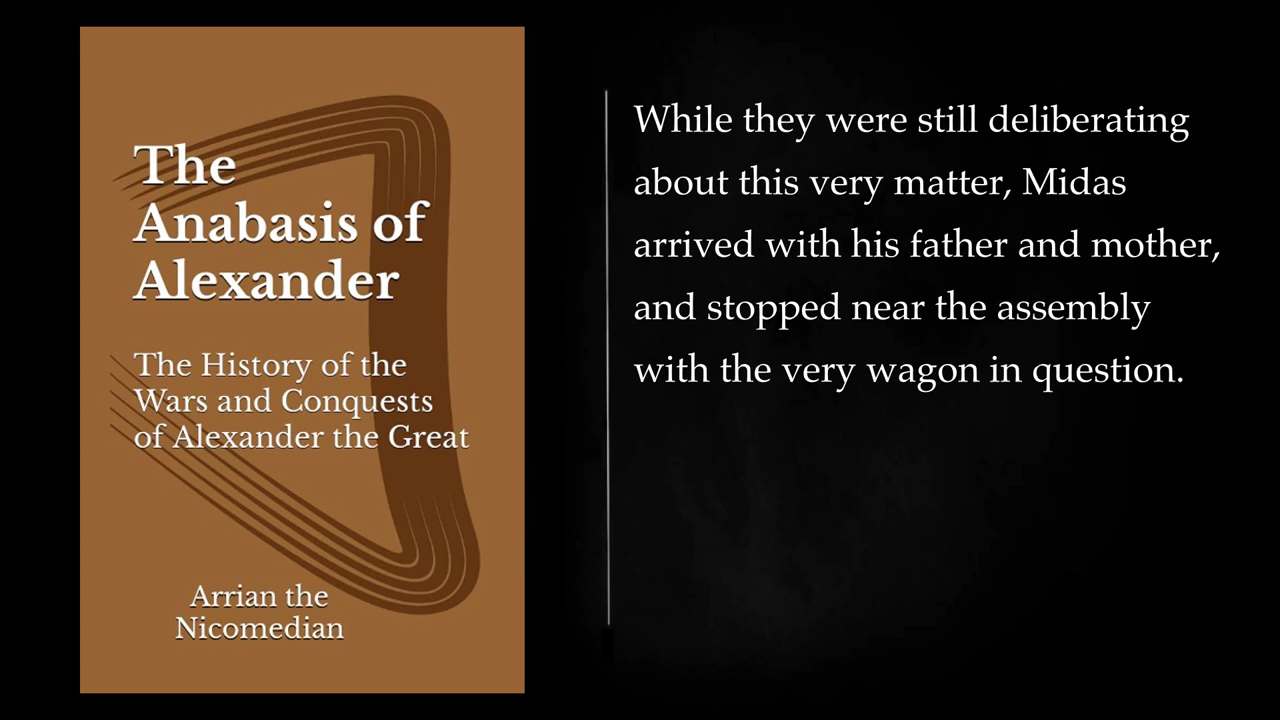 The
Anabasis of
Alexander
The History of the
Wars and Conquests
of Alexander the Great
Arrian the
Nicomedian
While they were still deliberating
about this very matter, Midas
arrived with his father and mother,
and stopped near the assembly
with the very wagon in question.